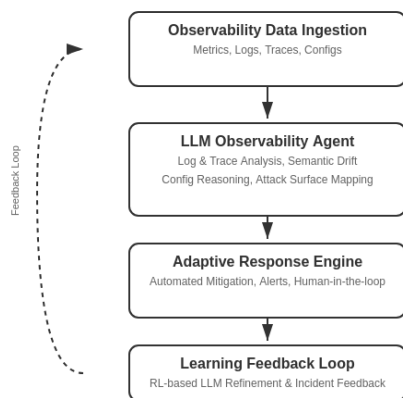 Observability Data Ingestion
Metrics, Logs, Traces, Configs
LLM Observability Agent
Log & Trace Analysis, Semantic Drift
Config Reasoning, Attack Surface Mapping
Adaptive Response Engine
Automated Mitigation, Alerts, Human-in-the-loop
Learning Feedback Loop
RL-based LLM Refinement & Incident Feedback
Feedback Loop